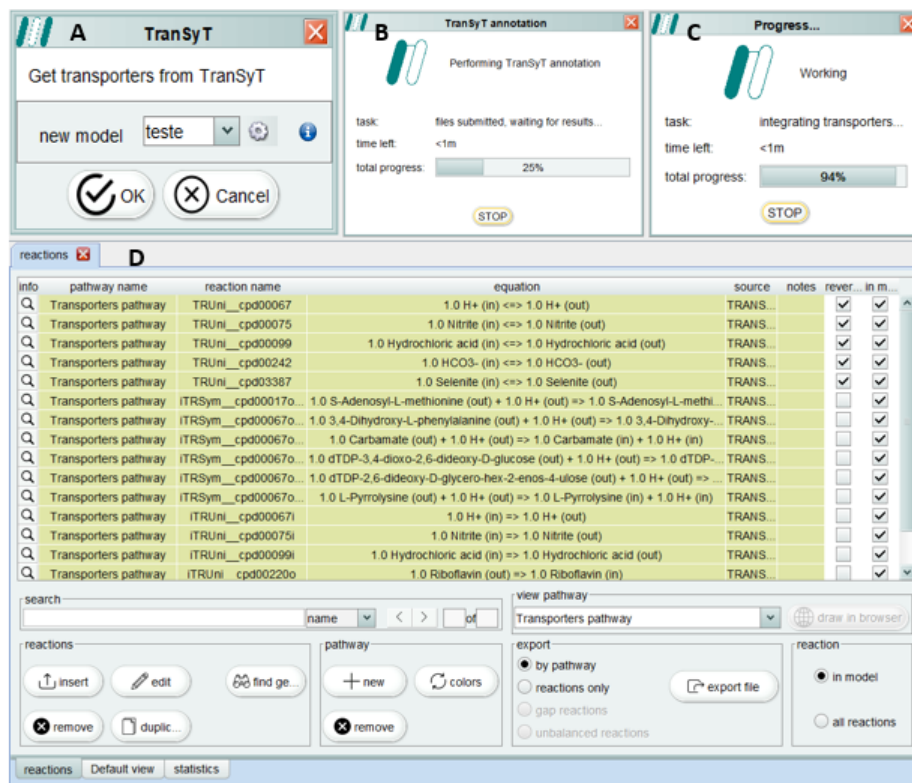 A TranSyT
Get transporters from TranSyT
new model teste
OK Cancel
B TranSyT annotation
Performing TranSyT annotation
task: files submitted, waiting for results...
time left: <1m
total progress: 25%
STOP
C Progress...
Working
task: integrating transporters...
time left: <1m
total progress: 94%
STOP
reactions D
info pathway name reaction name equation source notes rever... in m...
Transporters pathway TRUni__cpd00067 1.0 H+ (in) <=> 1.0 H+ (out) TRANS...
Transporters pathway TRUni__cpd00075 1.0 Nitrite (in) <=> 1.0 Nitrite (out) TRANS...
Transporters pathway TRUni__cpd00099 1.0 Hydrochloric acid (in) <=> 1.0 Hydrochloric acid (out) TRANS...
Transporters pathway TRUni__cpd00242 1.0 HCO3- (in) <=> 1.0 HCO3- (out) TRANS...
Transporters pathway TRUni__cpd03387 1.0 Selenite (in) <=> 1.0 Selenite (out) TRANS...
Transporters pathway iTRSym__cpd00017o... 1.0 S-Adenosyl-L-methionine (out) + 1.0 H+ (out) => 1.0 S-Adenosyl-L-methi... TRANS...
Transporters pathway iTRSym__cpd00067o... 1.0 3,4-Dihydroxy-L-phenylalanine (out) + 1.0 H+ (out) => 1.0 3,4-Dihydroxy-... TRANS...
Transporters pathway iTRSym__cpd00067o... 1.0 Carbamate (out) + 1.0 H+ (out) => 1.0 Carbamate (in) + 1.0 H+ (in) TRANS...
Transporters pathway iTRSym__cpd00067o... 1.0 dTDP-3,4-dioxo-2,6-dideoxy-D-glucose (out) + 1.0 H+ (out) => 1.0 dTDP-... TRANS...
Transporters pathway iTRSym__cpd00067o... 1.0 dTDP-2,6-dideoxy-D-glycero-hex-2-enos-4-ulose (out) + 1.0 H+ (out) => ... TRANS...
Transporters pathway iTRSym__cpd00067o... 1.0 L-Pyrrolysine (out) + 1.0 H+ (out) => 1.0 L-Pyrrolysine (in) + 1.0 H+ (in) TRANS...
Transporters pathway iTRUni__cpd00067i 1.0 H+ (in) => 1.0 H+ (out) TRANS...
Transporters pathway iTRUni__cpd00075i 1.0 Nitrite (in) => 1.0 Nitrite (out) TRANS...
Transporters pathway iTRUni__cpd00099i 1.0 Hydrochloric acid (in) => 1.0 Hydrochloric acid (out) TRANS...
Transporters pathway iTRUni__cpd00220o 1.0 Riboflavin (out) => 1.0 Riboflavin (in) TRANS...
search
name < > of
view pathway
Transporters pathway draw in browser
reactions
insert edit find ge...
remove duplic...
pathway
new colors
remove
export
by pathway
reactions only
gap reactions
unbalanced reactions
export file
reaction
in model
all reactions
reactions Default view statistics